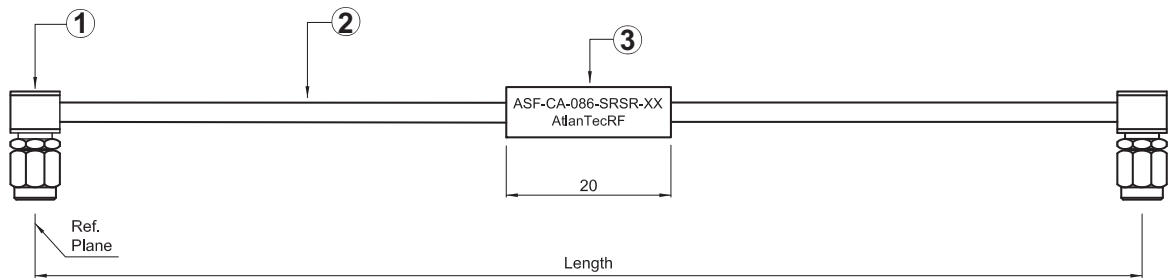 1
2
3
ASF-CA-086-SRSR-XX
AtlanTecRF
20
Ref.
Plane
Length